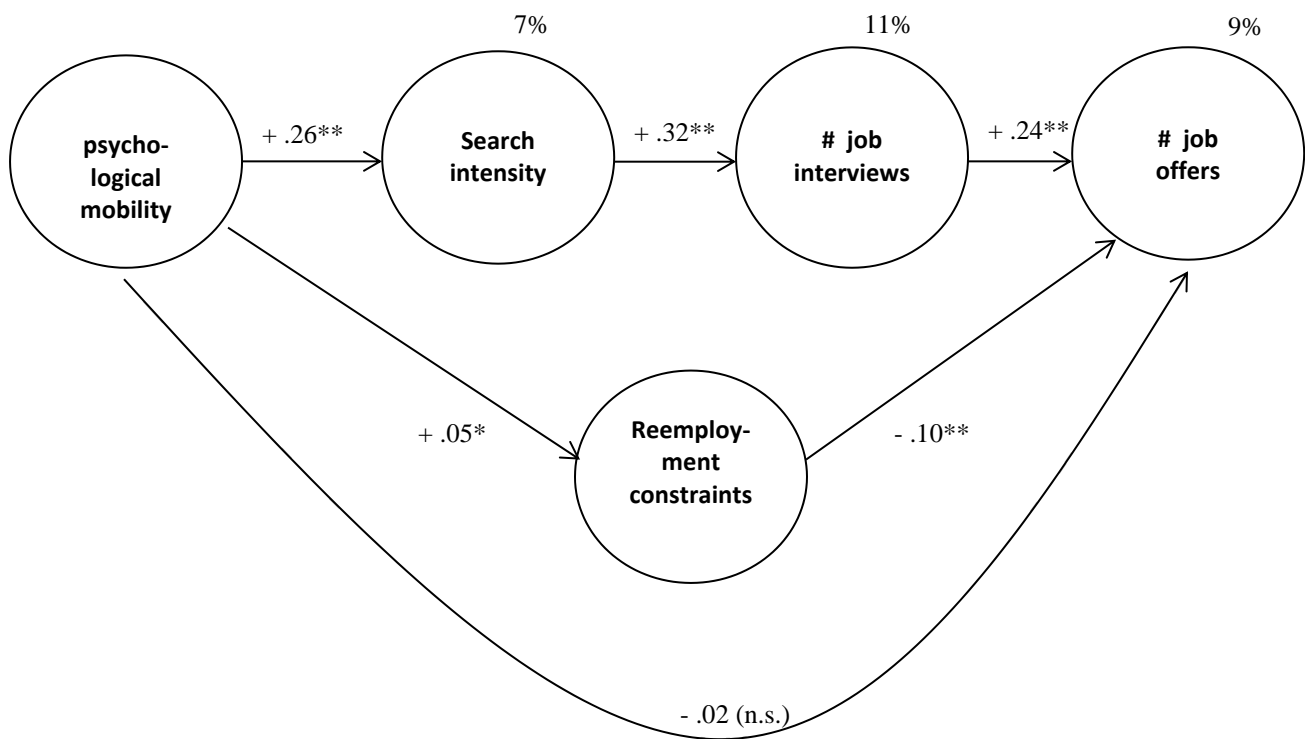 7%
11%
9%
psycho-
logical
mobility
+ .26**
Search
intensity
+ .32**
# job
interviews
+ .24**
# job
offers
+ .05*
Reemploy-
ment
constraints
- .10**
- .02 (n.s.)